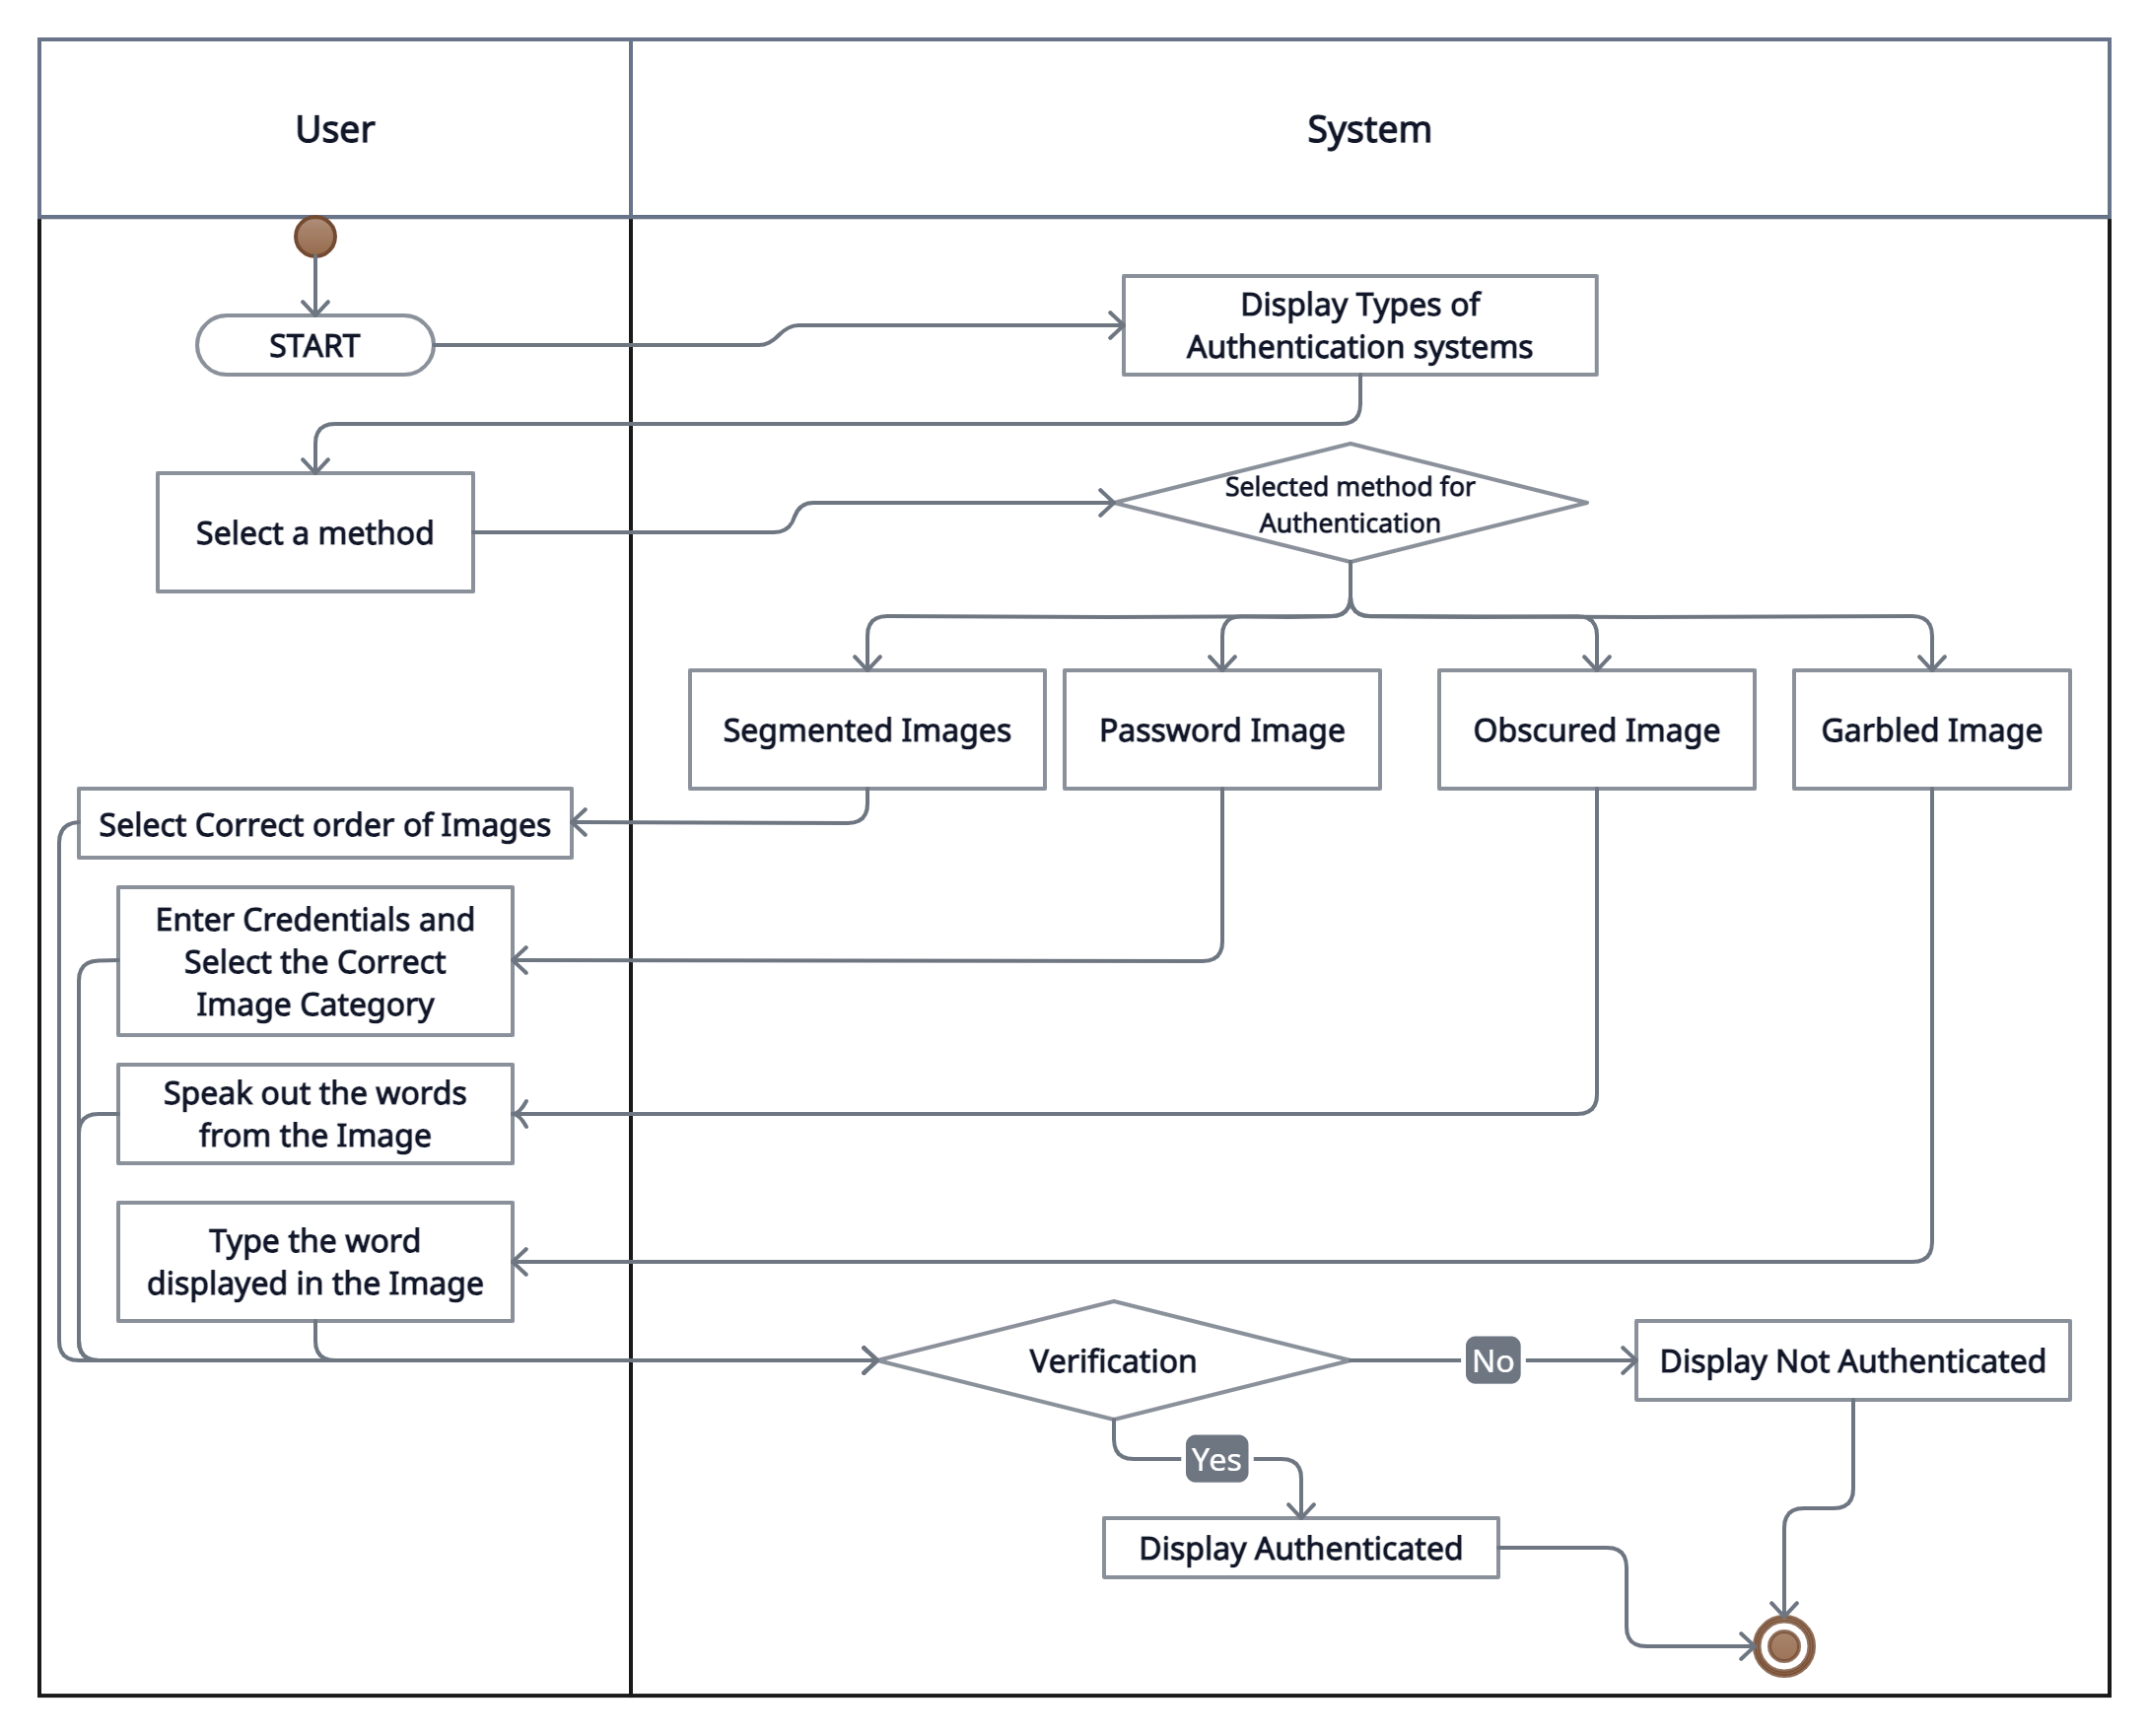 User
System
START
Display Types of
Authentication systems
Select a method
Selected method for
Authentication
Segmented Images
Password Image
Obscured Image
Garbled Image
Select Correct order of Images
Enter Credentials and
Select the Correct
Image Category
Speak out the words
from the Image
Type the word
displayed in the Image
Verification
No
Display Not Authenticated
Yes
Display Authenticated